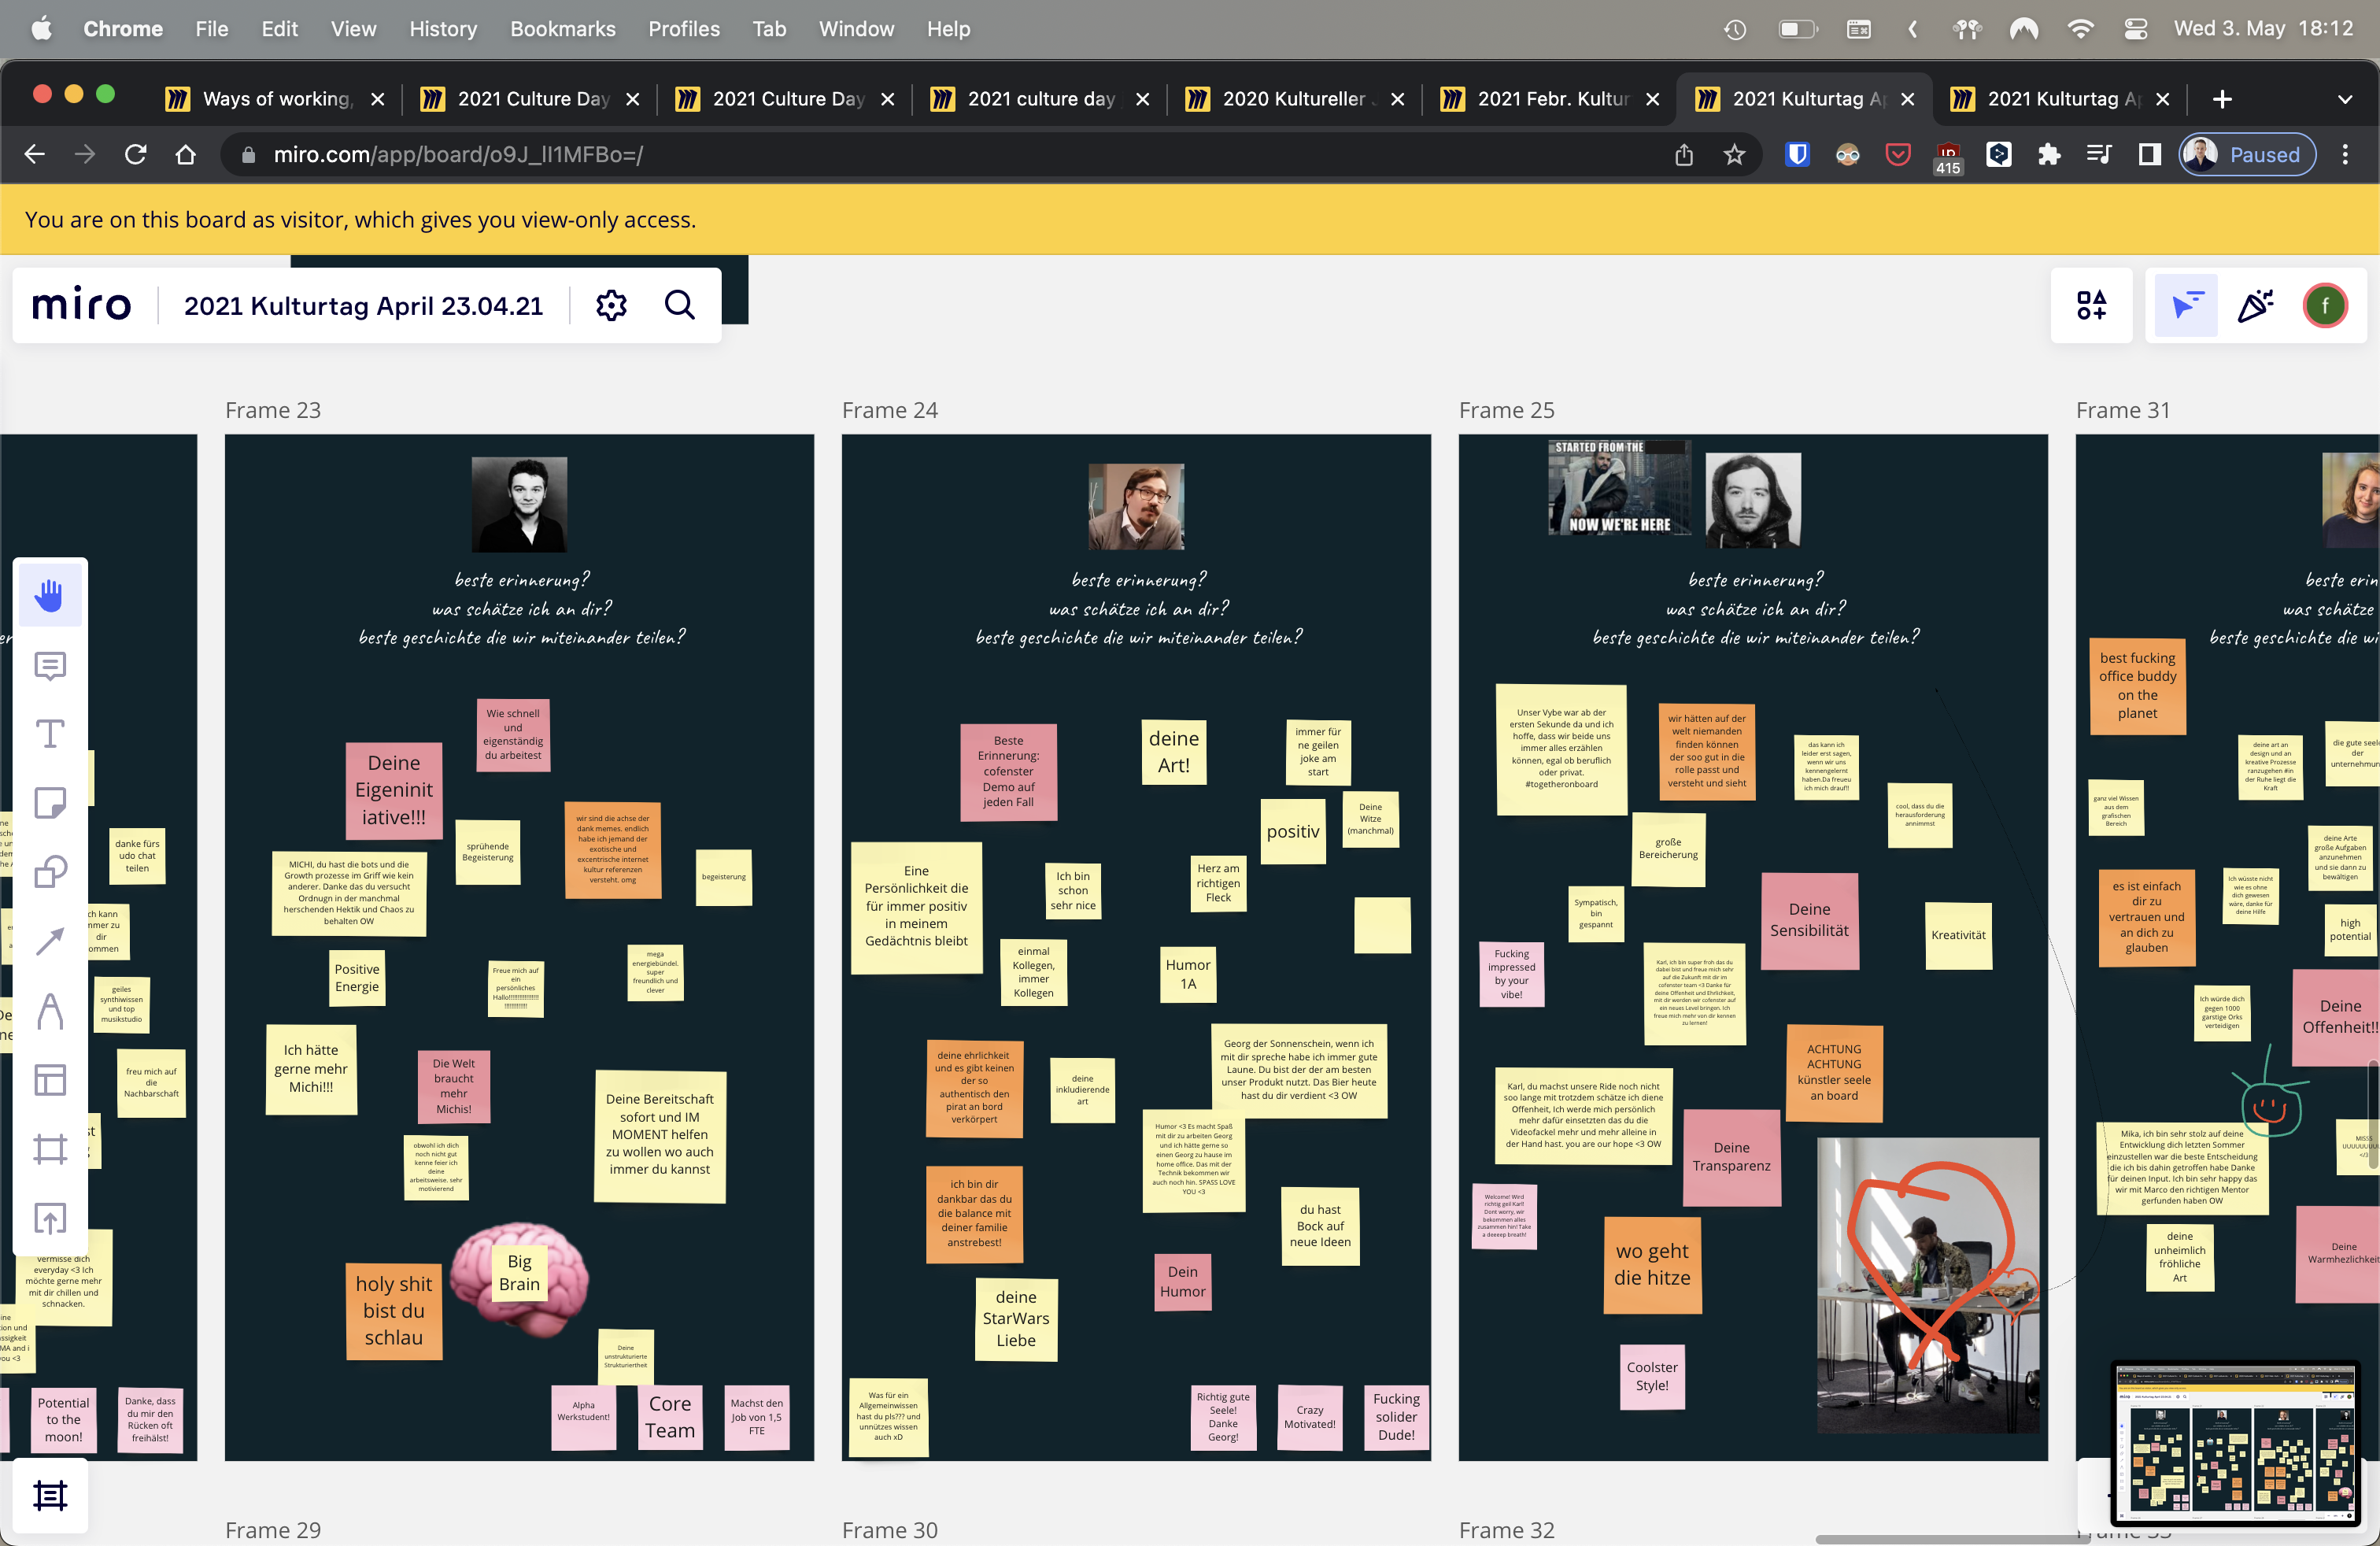 Chrome File Edit View History Bookmarks Profiles Tab Window Help
Wed 3. May 18:12
Ways of working,
2021 Culture Day
2021 Culture Day
2021 culture day
2020 Kultureller
2021 Febr. Kultur
2021 Kulturtag Ap
2021 Kulturtag Ap
miro.com/app/board/o9J_lI1MFBo=/
415
Paused
You are on this board as visitor, which gives you view-only access.
miro
2021 Kulturtag April 23.04.21
f
danke fürs
udo chat
teilen
geiles
synthiwissen
und top
musikstudio
freu mich auf
die
Nachbarschaft
vermisse dich
everyday <3 Ich
möchte gerne mehr
mit dir chillen und
schnacken.
Potential
to the
moon!
Danke, dass
du mir den
Rücken oft
freihälst!
Frame 23
beste erinnerung?
was schätze ich an dir?
beste geschichte die wir miteinander teilen?
Wie schnell
und
eigenständig
du arbeitest
Deine
Eigeninit
iative!!!
sprühende
Begeisterung
wir sind die achse der
dank memes. endlich
habe ich jemand der
exotische und
excentrische internet
kultur referenzen
versteht. omg
begeisterung
MICHI, du hast die bots und die
Growth prozesse im Griff wie kein
anderer. Danke das du versucht
Ordnugn in der manchmal
herschenden Hektik und Chaos zu
behalten OW
Positive
Energie
Freue mich auf
ein
persönliches
mega
energiebündel.
super
freundlich und
clever
Ich hätte
gerne mehr
Michi!!!
Die Welt
braucht
mehr
Michis!
Deine Bereitschaft
sofort und IM
MOMENT helfen
zu wollen wo auch
immer du kannst
obwohl ich dich
noch nicht gut
kenne feier ich
deine
arbeitsweise. sehr
motivierend
holy shit
bist du
schlau
Big
Brain
Deine
unstrukturierte
Strukturiertheit
Alpha
Werkstudent!
Core
Team
Machst den
Job von 1,5
FTE
Frame 24
beste erinnerung?
was schätze ich an dir?
beste geschichte die wir miteinander teilen?
Beste
Erinnerung:
cofenster
Demo auf
jeden Fall
deine
Art!
immer für
ne geilen
joke am
start
positiv
Deine
Witze
(manchmal)
Eine
Persönlichkeit die
für immer positiv
in meinem
Gedächtnis bleibt
Ich bin
schon
sehr nice
Herz am
richtigen
Fleck
einmal
Kollegen,
immer
Kollegen
Humor
1A
deine ehrlichkeit
und es gibt keinen
der so
authentisch den
pirat an bord
verkörpert
deine
inkludierende
art
Georg der Sonnenschein, wenn ich
mit dir spreche habe ich immer gute
Laune. Du bist der der am besten
unser Produkt nutzt. Das Bier heute
hast du dir verdient <3 OW
Humor <3 Es macht Spaß
mit dir zu arbeiten Georg
und ich hätte gerne so
einen Georg zu hause im
home office. Das mit der
Technik bekommen wir
auch noch hin. SPASS LOVE
YOU <3
ich bin dir
dankbar das du
die balance mit
deiner familie
anstrebest!
du hast
Bock auf
neue Ideen
deine
StarWars
Liebe
Dein
Humor
Was für ein
Allgemeinwissen
hast du pls??? und
unnützes wissen
auch xD
Richtig gute
Seele!
Danke
Georg!
Crazy
Motivated!
Fucking
solider
Dude!
Frame 25
STARTED FROM THE
NOW WE'RE HERE
beste erinnerung?
was schätze ich an dir?
beste geschichte die wir miteinander teilen?
Unser Vybe war ab der
ersten Sekunde da und ich
hoffe, dass wir beide uns
immer alles erzählen
können, egal ob beruflich
oder privat.
#togetheronboard
wir hätten auf der
welt niemanden
finden können
der soo gut in die
rolle passt und
versteht und sieht
das kann ich
leider erst sagen,
wenn wir uns
kennengelernt
haben.Da freueu
ich mich drauf!!
cool, dass du die
herausforderung
annimmst
große
Bereicherung
Sympatisch,
bin
gespannt
Deine
Sensibilität
Kreativität
Fucking
impressed
by your
vibe!
Karl, ich bin super froh das du
dabei bist und freue mich sehr
auf die Zukunft mit dir im
cofenster team <3 Danke für
deine Offenheit und Ehrlichkeit,
mit dir werden wir cofenster auf
ein neues Level bringen. Ich
freue mich mehr von dir kennen
zu lernen!
ACHTUNG
ACHTUNG
künstler seele
an board
Karl, du machst unsere Ride noch nicht
soo lange mit trotzdem schätze ich diene
Offenheit, Ich werde mich persönlich
mehr dafür einsetzten das du die
Videofackel mehr und mehr alleine in
der Hand hast. you are our hope <3 OW
Deine
Transparenz
Welcome! Wird
richtig geil Karl!
Dont worry, wir
bekommen alles
zusammen hin! Take
a deeeep breath!
wo geht
die hitze
Coolster
Style!
Frame 31
beste erin
was schätze
beste geschichte die wi
best fucking
office buddy
on the
planet
deine art an
design und an
kreative Prozesse
ranzugehen #in
der Ruhe liegt die
Kraft
die gute seele
der
unternehmun
ganz viel Wissen
aus dem
grafischen
Bereich
deine Arte
große Aufgaben
anzunehmen
und sie dann zu
bewältigen
es ist einfach
dir zu
vertrauen und
an dich zu
glauben
Ich wüsste nicht
wie es ohne
dich gewesen
wäre, danke für
deine Hilfe
high
potential
Ich würde dich
gegen 1000
garstige Orks
verteidigen
Deine
Offenheit!!
Mika, ich bin sehr stolz auf deine
Entwicklung dich letzten Sommer
einzustellen war die beste Entscheidung
die ich bis dahin getroffen habe Danke
für deinen Input. Ich bin sehr happy das
wir mit Marco den richtigen Mentor
gerfunden haben OW
deine
unheimlich
fröhliche
Art
Deine
Warmhezlichkeit
Frame 29
Frame 30
Frame 32